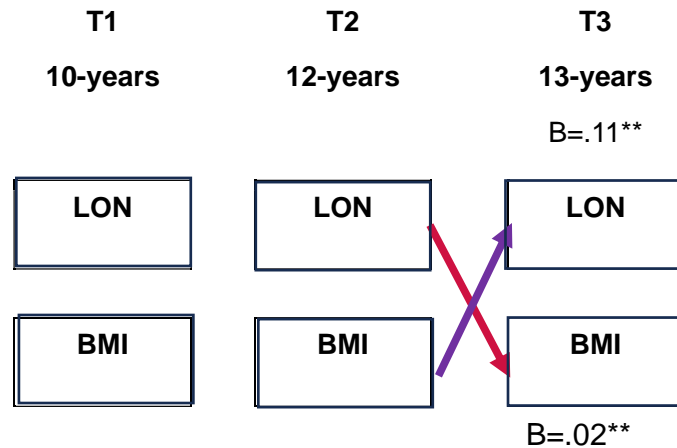 T1 T2 T3
10-years 12-years 13-years
B=.11**
LON LON LON
BMI BMI BMI
B=.02**